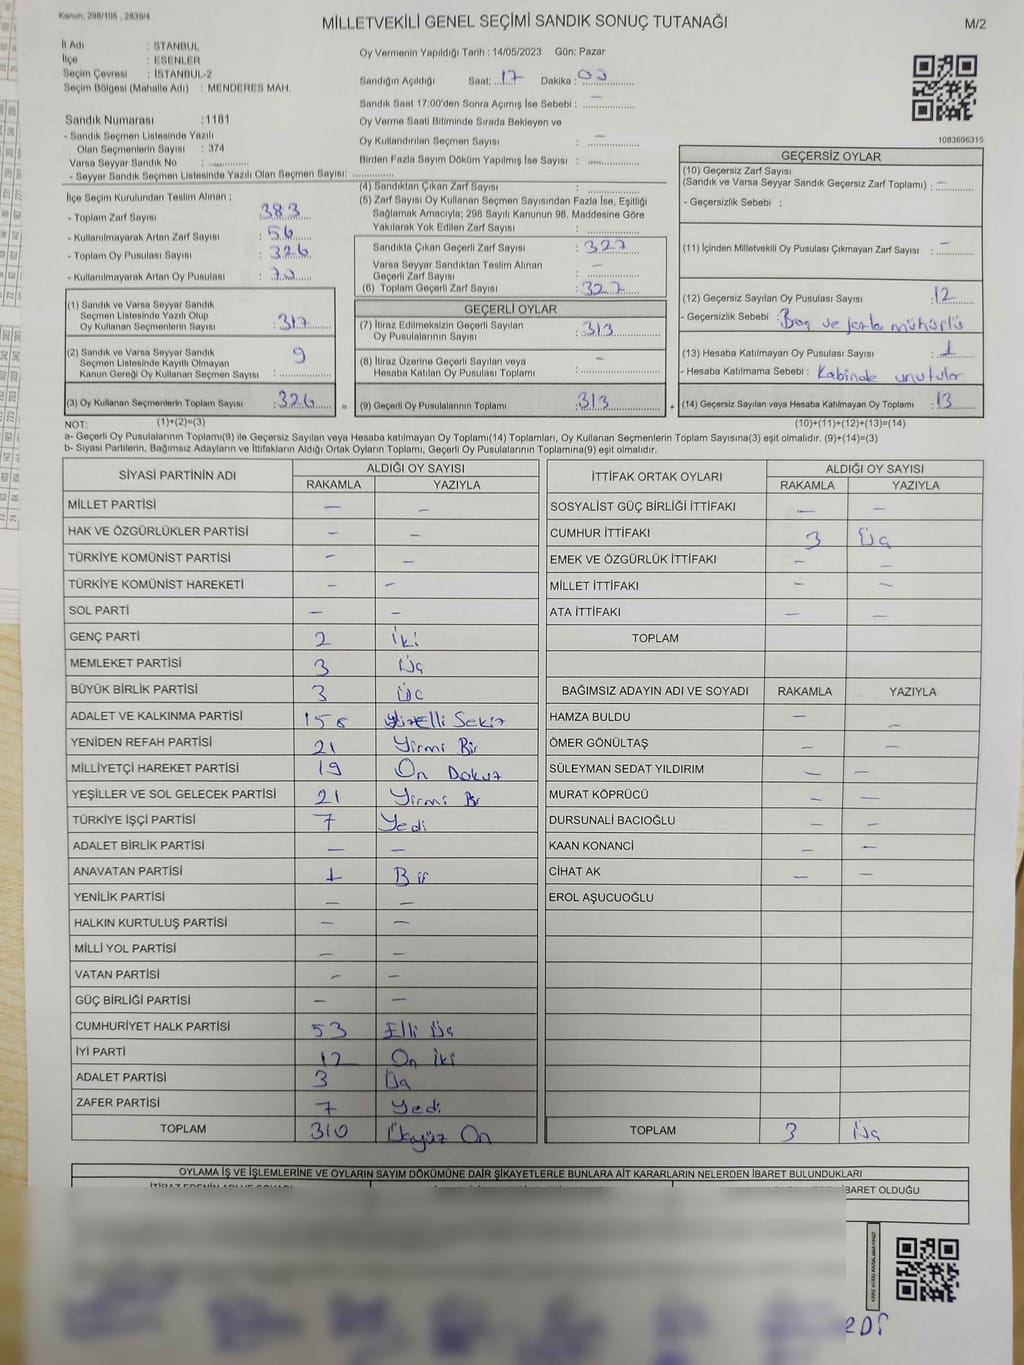 Kanun; 298/105 , 2839/4
MİLLETVEKİLİ GENEL SEÇİMİ SANDIK SONUÇ TUTANAĞI
M/2
İl Adı : STANBUL
İlçe : ESENLER
Seçim Çevresi : İSTANBUL-2
Seçim Bölgesi (Mahalle Adı) : MENDERES MAH.
Oy Vermenin Yapıldığı Tarih : 14/05/2023 Gün: Pazar
Sandığın Açıldığı Saat: 17 Dakika : 00
Sandık Saat 17:00'den Sonra Açımış İse Sebebi : —
Oy Verme Saati Bitiminde Sırada Bekleyen ve
Oy Kullandırılan Seçmen Sayısı : —
Birden Fazla Sayım Döküm Yapılmış İse Sayısı : —
1083696315
Sandık Numarası : 1181
- Sandık Seçmen Listesinde Yazılı
Olan Seçmenlerin Sayısı : 374
Varsa Seyyar Sandık No :
- Seyyar Sandık Seçmen Listesinde Yazılı Olan Seçmen Sayısı:
İlçe Seçim Kurulundan Teslim Alınan ;
- Toplam Zarf Sayısı : 383
- Kullanılmayarak Artan Zarf Sayısı : 56
- Toplam Oy Pusulası Sayısı : 326
- Kullanılmayarak Artan Oy Pusulası :
(1) Sandık ve Varsa Seyyar Sandık
Seçmen Listesinde Yazılı Olup
Oy Kullanan Seçmenlerin Sayısı : 317
(2) Sandık ve Varsa Seyyar Sandık
Seçmen Listesinde Kayıtlı Olmayan
Kanun Gereği Oy Kullanan Seçmen Sayısı : 9
(3) Oy Kullanan Seçmenlerin Toplam Sayısı : 326
(4) Sandıktan Çıkan Zarf Sayısı :
(5) Zarf Sayısı Oy Kullanan Seçmen Sayısından Fazla İse, Eşitliği
Sağlamak Amacıyla; 298 Sayılı Kanunun 98. Maddesine Göre
Yakılarak Yok Edilen Zarf Sayısı :
Sandıkta Çıkan Geçerli Zarf Sayısı : 327
Varsa Seyyar Sandıktan Teslim Alınan
Geçerli Zarf Sayısı : —
(6) Toplam Geçerli Zarf Sayısı : 327
GEÇERLİ OYLAR
(7) İtiraz Edilmeksizin Geçerli Sayılan
Oy Pusulalarının Sayısı : 313
(8) İtiraz Üzerine Geçerli Sayılan veya
Hesaba Katılan Oy Pusulası Toplamı : —
= (9) Geçerli Oy Pusulalarının Toplamı : 313 +
GEÇERSİZ OYLAR
(10) Geçersiz Zarf Sayısı
(Sandık ve Varsa Seyyar Sandık Geçersiz Zarf Toplamı) : —
- Geçersizlik Sebebi :
(11) İçinden Milletvekili Oy Pusulası Çıkmayan Zarf Sayısı : —
(12) Geçersiz Sayılan Oy Pusulası Sayısı : 12
- Geçersizlik Sebebi : Boş ve fazla mühürlü
(13) Hesaba Katılmayan Oy Pusulası Sayısı : 1
- Hesaba Katılmama Sebebi : Kabinde unutulan
(14) Geçersiz Sayılan veya Hesaba Katılmayan Oy Toplamı : 13
NOT: (1)+(2)=(3) (10)+(11)+(12)+(13)=(14)
a- Geçerli Oy Pusulalarının Toplamı(9) ile Geçersiz Sayılan veya Hesaba katılmayan Oy Toplamı(14) Toplamları, Oy Kullanan Seçmenlerin Toplam Sayısına(3) eşit olmalıdır. (9)+(14)=(3)
b- Siyasi Partilerin, Bağımsız Adayların ve İttifakların Aldığı Ortak Oyların Toplamı, Geçerli Oy Pusulalarının Toplamına(9) eşit olmalıdır.
SİYASİ PARTİNİN ADI ALDIĞI OY SAYISI
RAKAMLA YAZIYLA
MİLLET PARTİSİ — —
HAK VE ÖZGÜRLÜKLER PARTİSİ — —
TÜRKİYE KOMÜNİST PARTİSİ — —
TÜRKİYE KOMÜNİST HAREKETİ — —
SOL PARTİ — —
GENÇ PARTİ 2 İki
MEMLEKET PARTİSİ 3 Üç
BÜYÜK BİRLİK PARTİSİ 3 Üç
ADALET VE KALKINMA PARTİSİ 158 Yüzelli Sekiz
YENİDEN REFAH PARTİSİ 21 Yirmi Bir
MİLLİYETÇİ HAREKET PARTİSİ 19 On Dokuz
YEŞİLLER VE SOL GELECEK PARTİSİ 21 Yirmi Bir
TÜRKİYE İŞÇİ PARTİSİ 7 Yedi
ADALET BİRLİK PARTİSİ — —
ANAVATAN PARTİSİ 1 Bir
YENİLİK PARTİSİ — —
HALKIN KURTULUŞ PARTİSİ — —
MİLLİ YOL PARTİSİ — —
VATAN PARTİSİ — —
GÜÇ BİRLİĞİ PARTİSİ — —
CUMHURİYET HALK PARTİSİ 53 Elli Üç
İYİ PARTİ 12 On İki
ADALET PARTİSİ 3 Üç
ZAFER PARTİSİ 7 Yedi
TOPLAM 310 Üçyüz On
İTTİFAK ORTAK OYLARI ALDIĞI OY SAYISI
RAKAMLA YAZIYLA
SOSYALİST GÜÇ BİRLİĞİ İTTİFAKI — —
CUMHUR İTTİFAKI 3 Üç
EMEK VE ÖZGÜRLÜK İTTİFAKI — —
MİLLET İTTİFAKI — —
ATA İTTİFAKI — —
TOPLAM
BAĞIMSIZ ADAYIN ADI VE SOYADI RAKAMLA YAZIYLA
HAMZA BULDU — —
ÖMER GÖNÜLTAŞ — —
SÜLEYMAN SEDAT YILDIRIM — —
MURAT KÖPRÜCÜ — —
DURSUNALİ BACIOĞLU — —
KAAN KONANCİ — —
CİHAT AK — —
EROL AŞUCUOĞLU
TOPLAM 3 Üç
OYLAMA İŞ VE İŞLEMLERİNE VE OYLARIN SAYIM DÖKÜMÜNE DAİR ŞİKAYETLERLE BUNLARA AİT KARARLARIN NELERDEN İBARET BULUNDUKLARI
BARET OLDUĞU